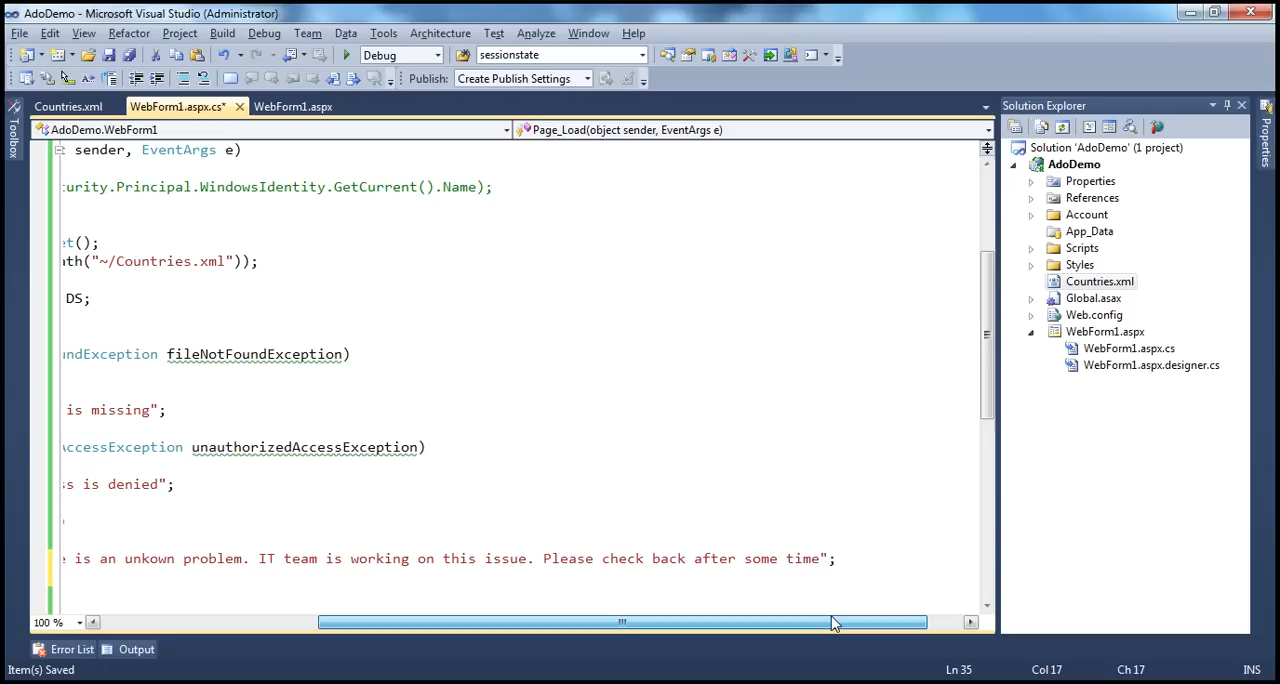 AdoDemo - Microsoft Visual Studio (Administrator)
File Edit View Refactor Project Build Debug Team Data Tools Architecture Test Analyze Window Help
Debug sessionstate
Publish: Create Publish Settings
Countries.xml WebForm1.aspx.cs* WebForm1.aspx
AdoDemo.WebForm1 Page_Load(object sender, EventArgs e)
sender, EventArgs e)
curity.Principal.WindowsIdentity.GetCurrent().Name);
et();
ath("~/Countries.xml"));
DS;
undException fileNotFoundException)
is missing";
AccessException unauthorizedAccessException)
ss is denied";
)
e is an unkown problem. IT team is working on this issue. Please check back after some time";
100 %
Toolbox
Solution Explorer
Solution 'AdoDemo' (1 project)
AdoDemo
Properties
References
Account
App_Data
Scripts
Styles
Countries.xml
Global.asax
Web.config
WebForm1.aspx
WebForm1.aspx.cs
WebForm1.aspx.designer.cs
Properties
Error List Output
Item(s) Saved Ln 35 Col 17 Ch 17 INS